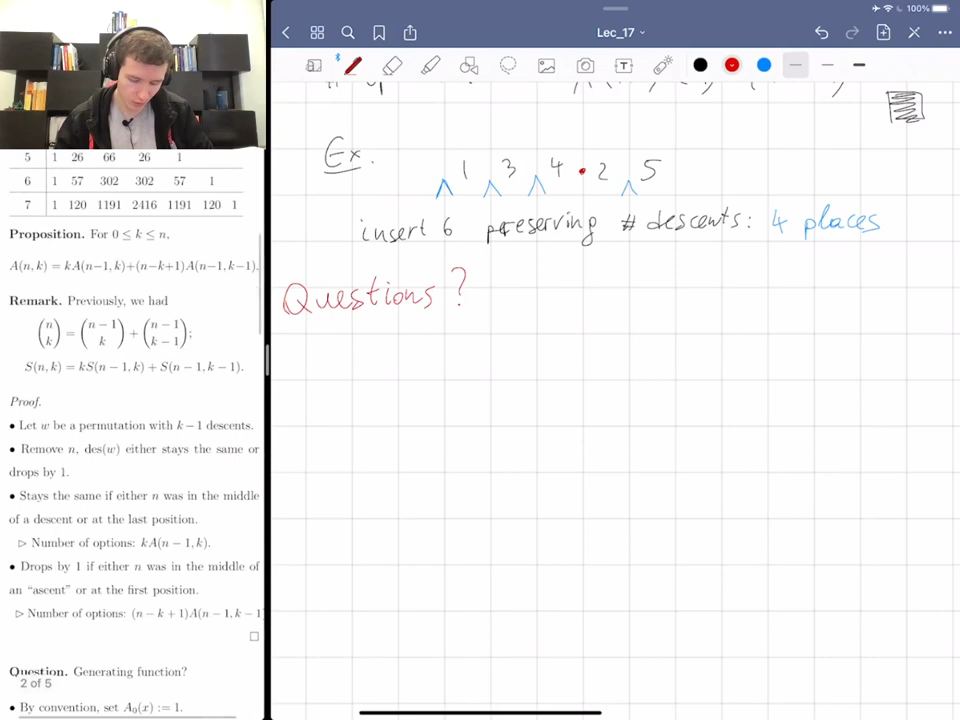 100%
Lec_17
5 1 26 66 26 1
6 1 57 302 302 57 1
7 1 120 1191 2416 1191 120 1
Proposition. For 0 ≤ k ≤ n,
A(n, k) = kA(n−1, k)+(n−k+1)A(n−1, k−1).
Remark. Previously, we had
(n k) = (n − 1 k) + (n − 1 k − 1);
S(n, k) = kS(n − 1, k) + S(n − 1, k − 1).
Proof.
• Let w be a permutation with k − 1 descents.
• Remove n, des(w) either stays the same or
drops by 1.
• Stays the same if either n was in the middle
of a descent or at the last position.
▷ Number of options: kA(n − 1, k).
• Drops by 1 if either n was in the middle of
an “ascent” or at the first position.
▷ Number of options: (n − k + 1)A(n − 1, k − 1
□
Question. Generating function?
2 of 5
• By convention, set A₀(x) := 1.
Ex.
1 3 4 • 2 5
insert 6 preserving # descents: 4 places
Questions?